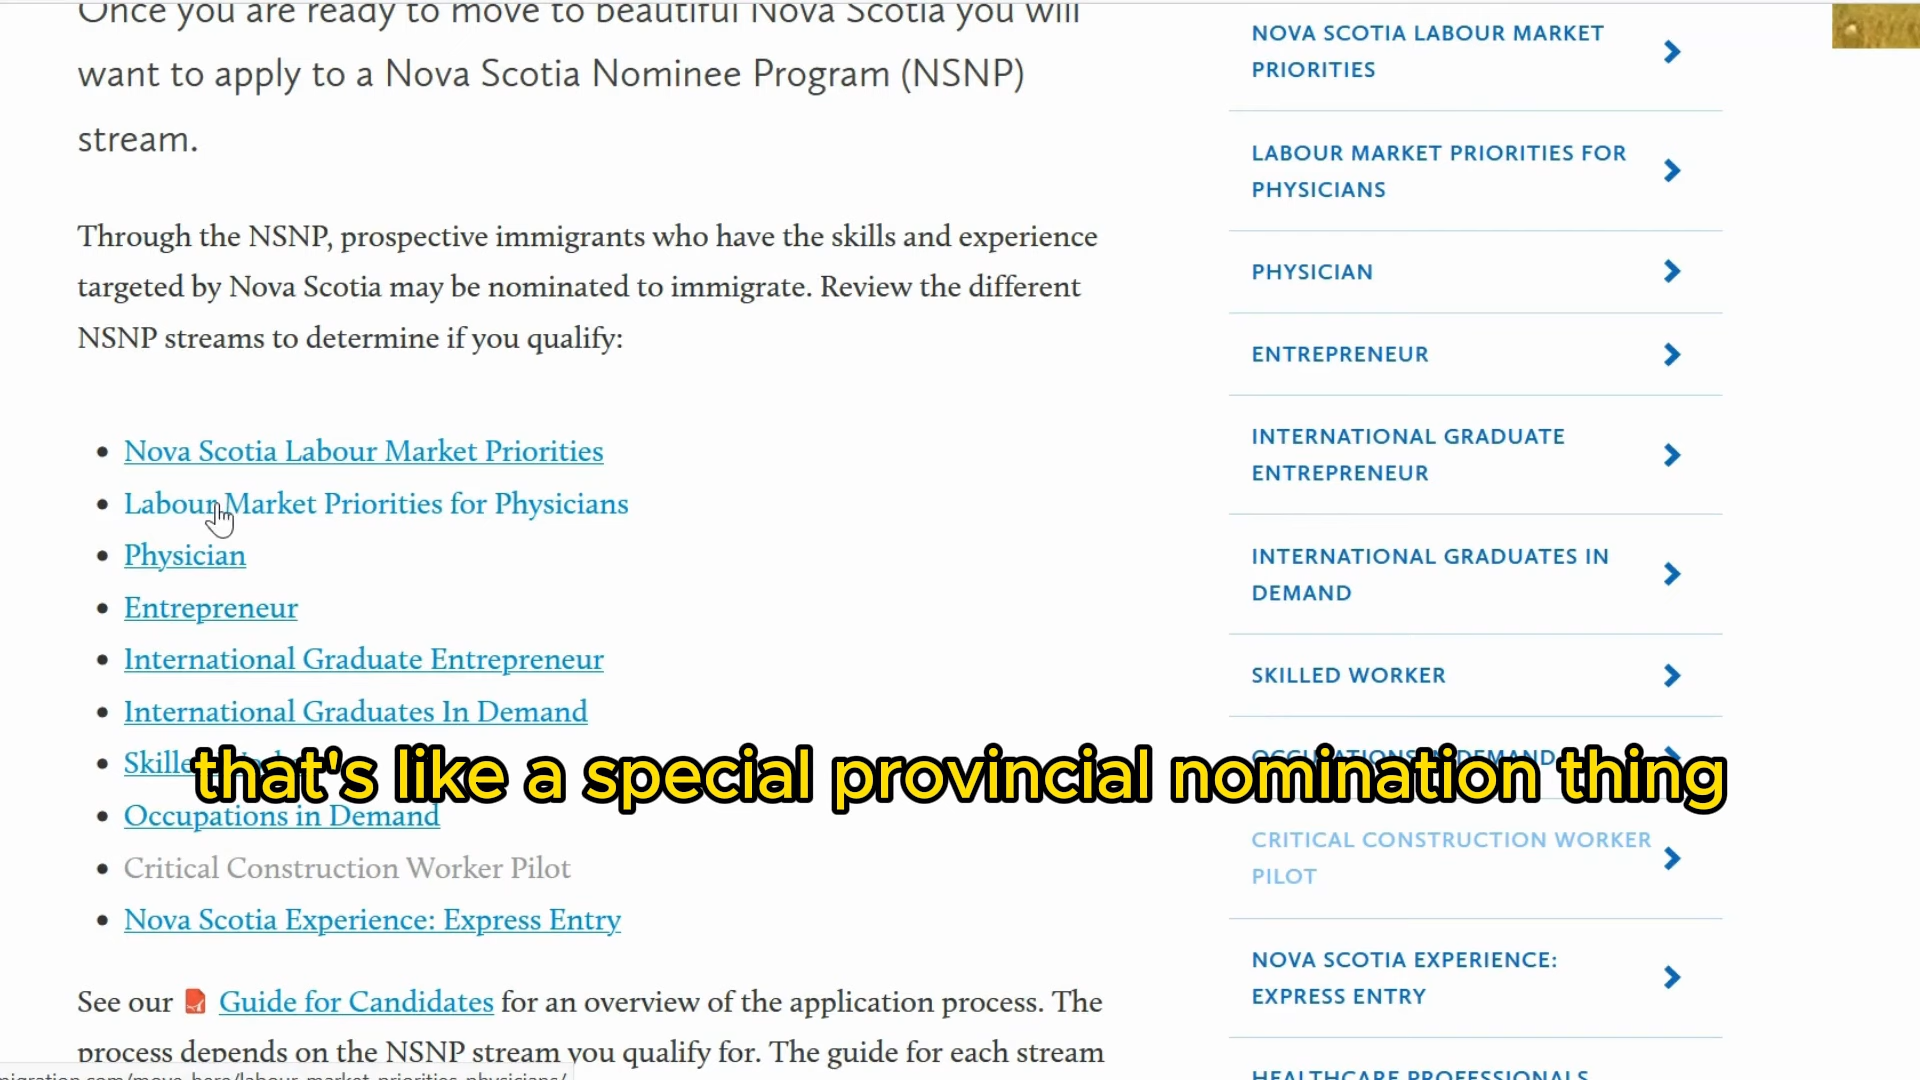 Once you are ready to move to beautiful Nova Scotia you will
want to apply to a Nova Scotia Nominee Program (NSNP)
stream.
Through the NSNP, prospective immigrants who have the skills and experience
targeted by Nova Scotia may be nominated to immigrate. Review the different
NSNP streams to determine if you qualify:
Nova Scotia Labour Market Priorities
Labour Market Priorities for Physicians
Physician
Entrepreneur
International Graduate Entrepreneur
International Graduates In Demand
that's like a special provincial nomination thing
Occupations in Demand
Critical Construction Worker Pilot
Nova Scotia Experience: Express Entry
See our Guide for Candidates for an overview of the application process. The
process depends on the NSNP stream you qualify for. The guide for each stream
NOVA SCOTIA LABOUR MARKET
PRIORITIES
LABOUR MARKET PRIORITIES FOR
PHYSICIANS
PHYSICIAN
ENTREPRENEUR
INTERNATIONAL GRADUATE
ENTREPRENEUR
INTERNATIONAL GRADUATES IN
DEMAND
SKILLED WORKER
OCCUPATIONS IN DEMAND
CRITICAL CONSTRUCTION WORKER
PILOT
NOVA SCOTIA EXPERIENCE:
EXPRESS ENTRY
HEALTHCARE PROFESSIONALS